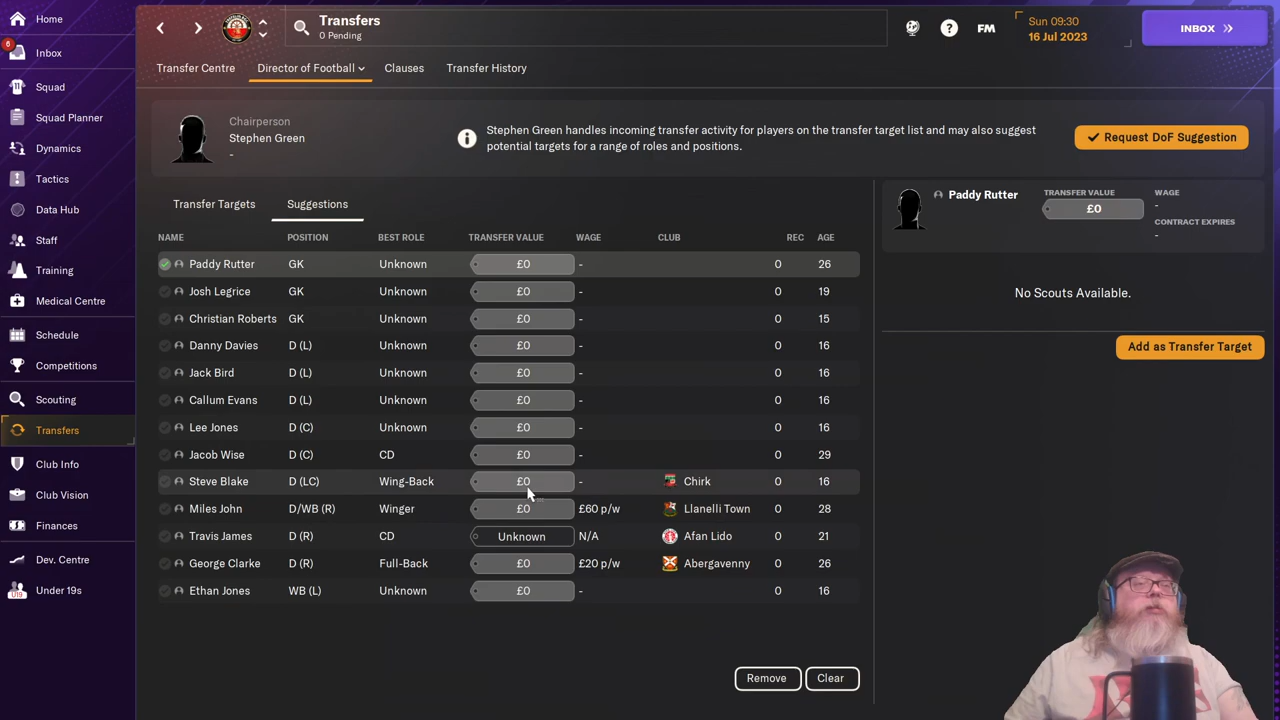 Home
6
Inbox
Squad
Squad Planner
Dynamics
Tactics
Data Hub
Staff
Training
Medical Centre
Schedule
Competitions
Scouting
Transfers
Club Info
Club Vision
Finances
Dev. Centre
Under 19s
Transfers
0 Pending
?
FM
Sun 09:30
16 Jul 2023
INBOX
Transfer Centre
Director of Football
Clauses
Transfer History
Chairperson
Stephen Green
-
Stephen Green handles incoming transfer activity for players on the transfer target list and may also suggest
potential targets for a range of roles and positions.
Request DoF Suggestion
Transfer Targets
Suggestions
NAME POSITION BEST ROLE TRANSFER VALUE WAGE CLUB REC AGE
Paddy Rutter GK Unknown £0 - 0 26
Josh Legrice GK Unknown £0 - 0 19
Christian Roberts GK Unknown £0 - 0 15
Danny Davies D (L) Unknown £0 - 0 16
Jack Bird D (L) Unknown £0 - 0 16
Callum Evans D (L) Unknown £0 - 0 16
Lee Jones D (C) Unknown £0 - 0 16
Jacob Wise D (C) CD £0 - 0 29
Steve Blake D (LC) Wing-Back £0 - Chirk 0 16
Miles John D/WB (R) Winger £0 £60 p/w Llanelli Town 0 28
Travis James D (R) CD Unknown N/A Afan Lido 0 21
George Clarke D (R) Full-Back £0 £20 p/w Abergavenny 0 26
Ethan Jones WB (L) Unknown £0 - 0 16
Remove
Clear
Paddy Rutter
TRANSFER VALUE
£0
WAGE
-
CONTRACT EXPIRES
-
No Scouts Available.
Add as Transfer Target